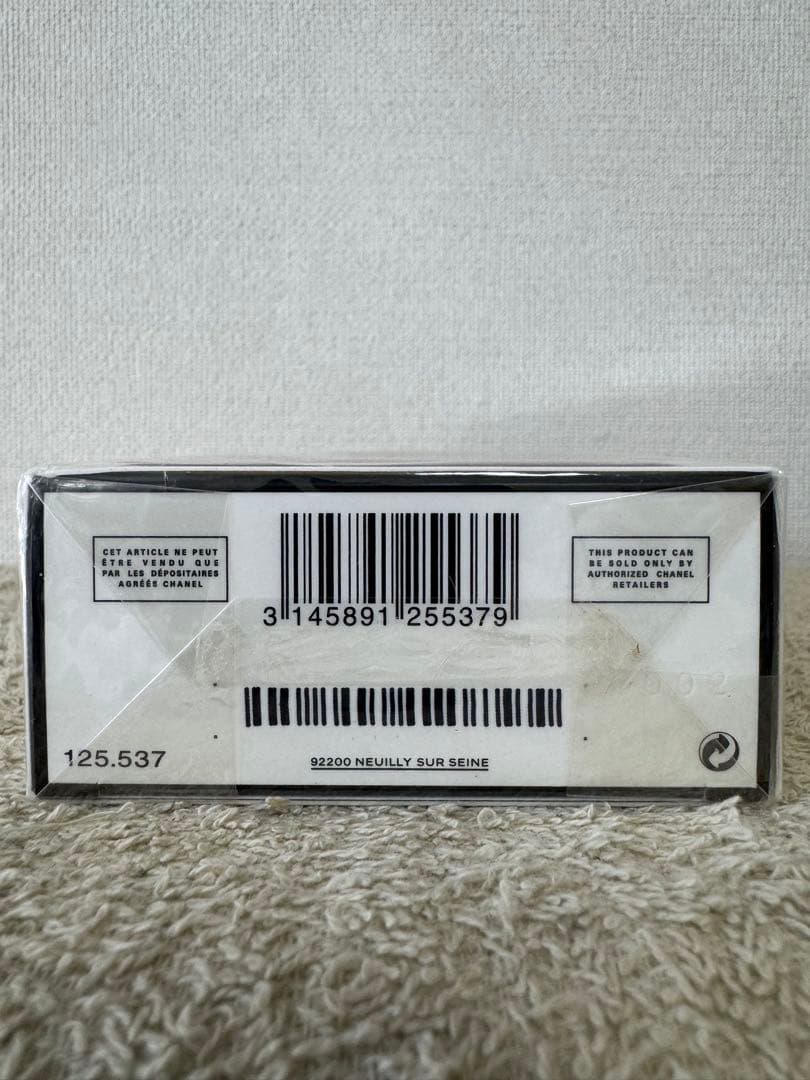 CET ARTICLE NE PEUT
ÊTRE VENDU QUE
PAR LES DÉPOSITAIRES
AGRÉÉS CHANEL
THIS PRODUCT CAN
BE SOLD ONLY BY
AUTHORIZED CHANEL
RETAILERS
3 145891 255379
125.537
92200 NEUILLY SUR SEINE